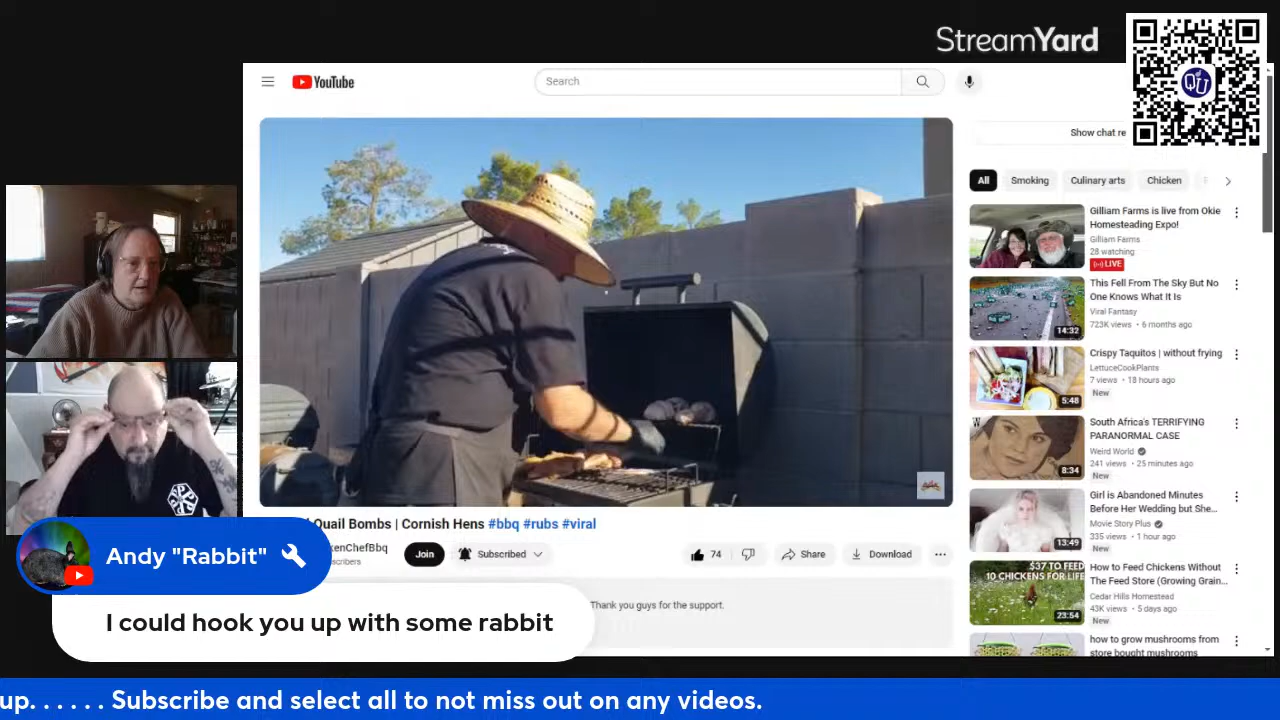 StreamYard
YouTube
Search
QU
Show chat re
All
Smoking
Culinary arts
Chicken
Gilliam Farms is live from Okie
Homesteading Expo!
Gilliam Farms
28 watching
LIVE
This Fell From The Sky But No
One Knows What It Is
Viral Fantasy
723K views • 6 months ago
14:32
Crispy Taquitos | without frying
LettuceCookPlants
7 views • 18 hours ago
New
5:48
South Africa's TERRIFYING
PARANORMAL CASE
Weird World
241 views • 25 minutes ago
New
8:34
Girl is Abandoned Minutes
Before Her Wedding but She...
Movie Story Plus
335 views • 1 hour ago
New
13:49
$37 TO FEED
10 CHICKENS FOR LIFE
How to Feed Chickens Without
The Feed Store (Growing Grain...
Cedar Hills Homestead
43K views • 5 days ago
New
23:54
how to grow mushrooms from
store bought mushrooms
Quail Bombs | Cornish Hens #bbq #rubs #viral
kenChefBbq
scribers
Join
Subscribed
74
Share
Download
Thank you guys for the support.
Andy "Rabbit"
I could hook you up with some rabbit
up. . . . . . Subscribe and select all to not miss out on any videos.